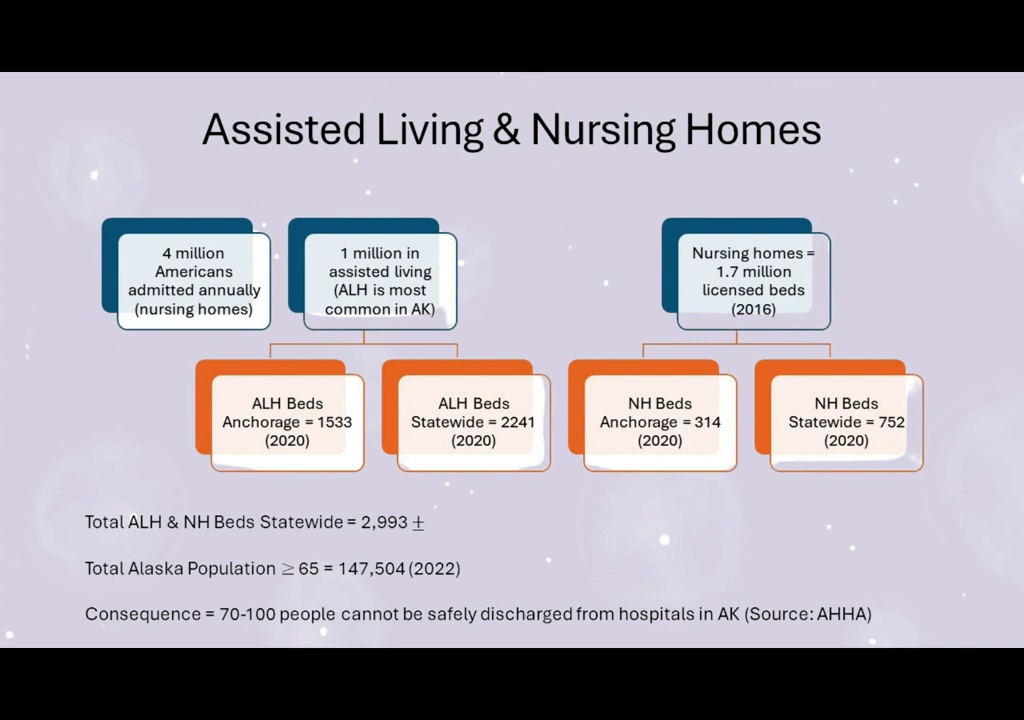 Assisted Living & Nursing Homes
4 million
Americans
admitted annually
(nursing homes)
1 million in
assisted living
(ALH is most
common in AK)
Nursing homes =
1.7 million
licensed beds
(2016)
ALH Beds
Anchorage = 1533
(2020)
ALH Beds
Statewide = 2241
(2020)
NH Beds
Anchorage = 314
(2020)
NH Beds
Statewide = 752
(2020)
Total ALH & NH Beds Statewide = 2,993 ±
Total Alaska Population ≥ 65 = 147,504 (2022)
Consequence = 70-100 people cannot be safely discharged from hospitals in AK (Source: AHHA)